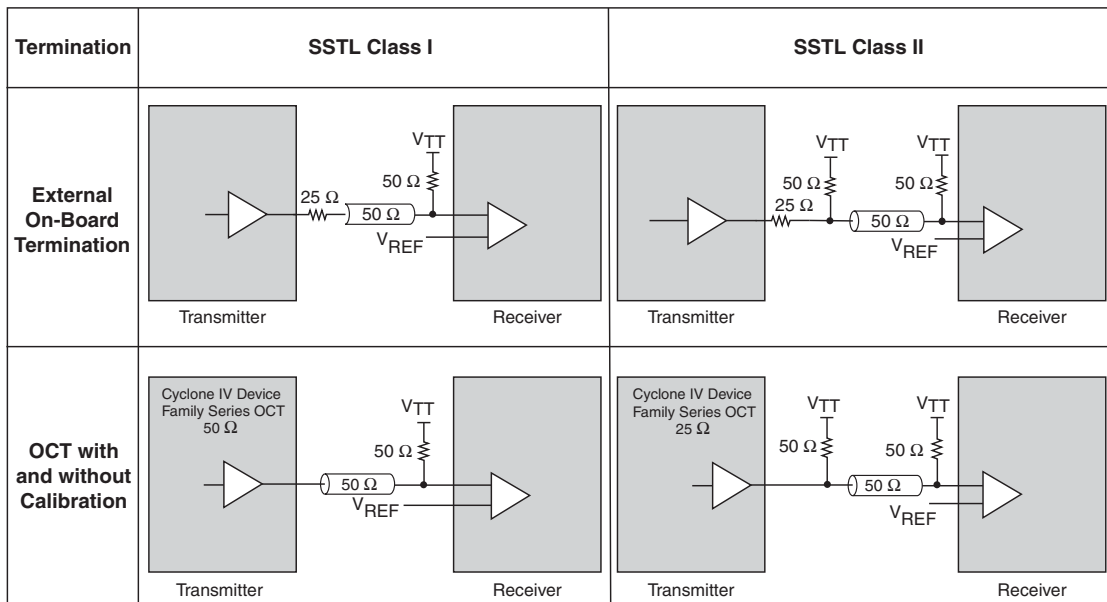 Termination
SSTL Class I
SSTL Class II
External
On-Board
Termination
VTT
50 Ω
25 Ω
50 Ω
VREF
Transmitter
Receiver
VTT
VTT
50 Ω
50 Ω
25 Ω
50 Ω
VREF
Transmitter
Receiver
OCT with
and without
Calibration
Cyclone IV Device
Family Series OCT
50 Ω
VTT
50 Ω
50 Ω
VREF
Transmitter
Receiver
Cyclone IV Device
Family Series OCT
25 Ω
VTT
VTT
50 Ω
50 Ω
50 Ω
VREF
Transmitter
Receiver